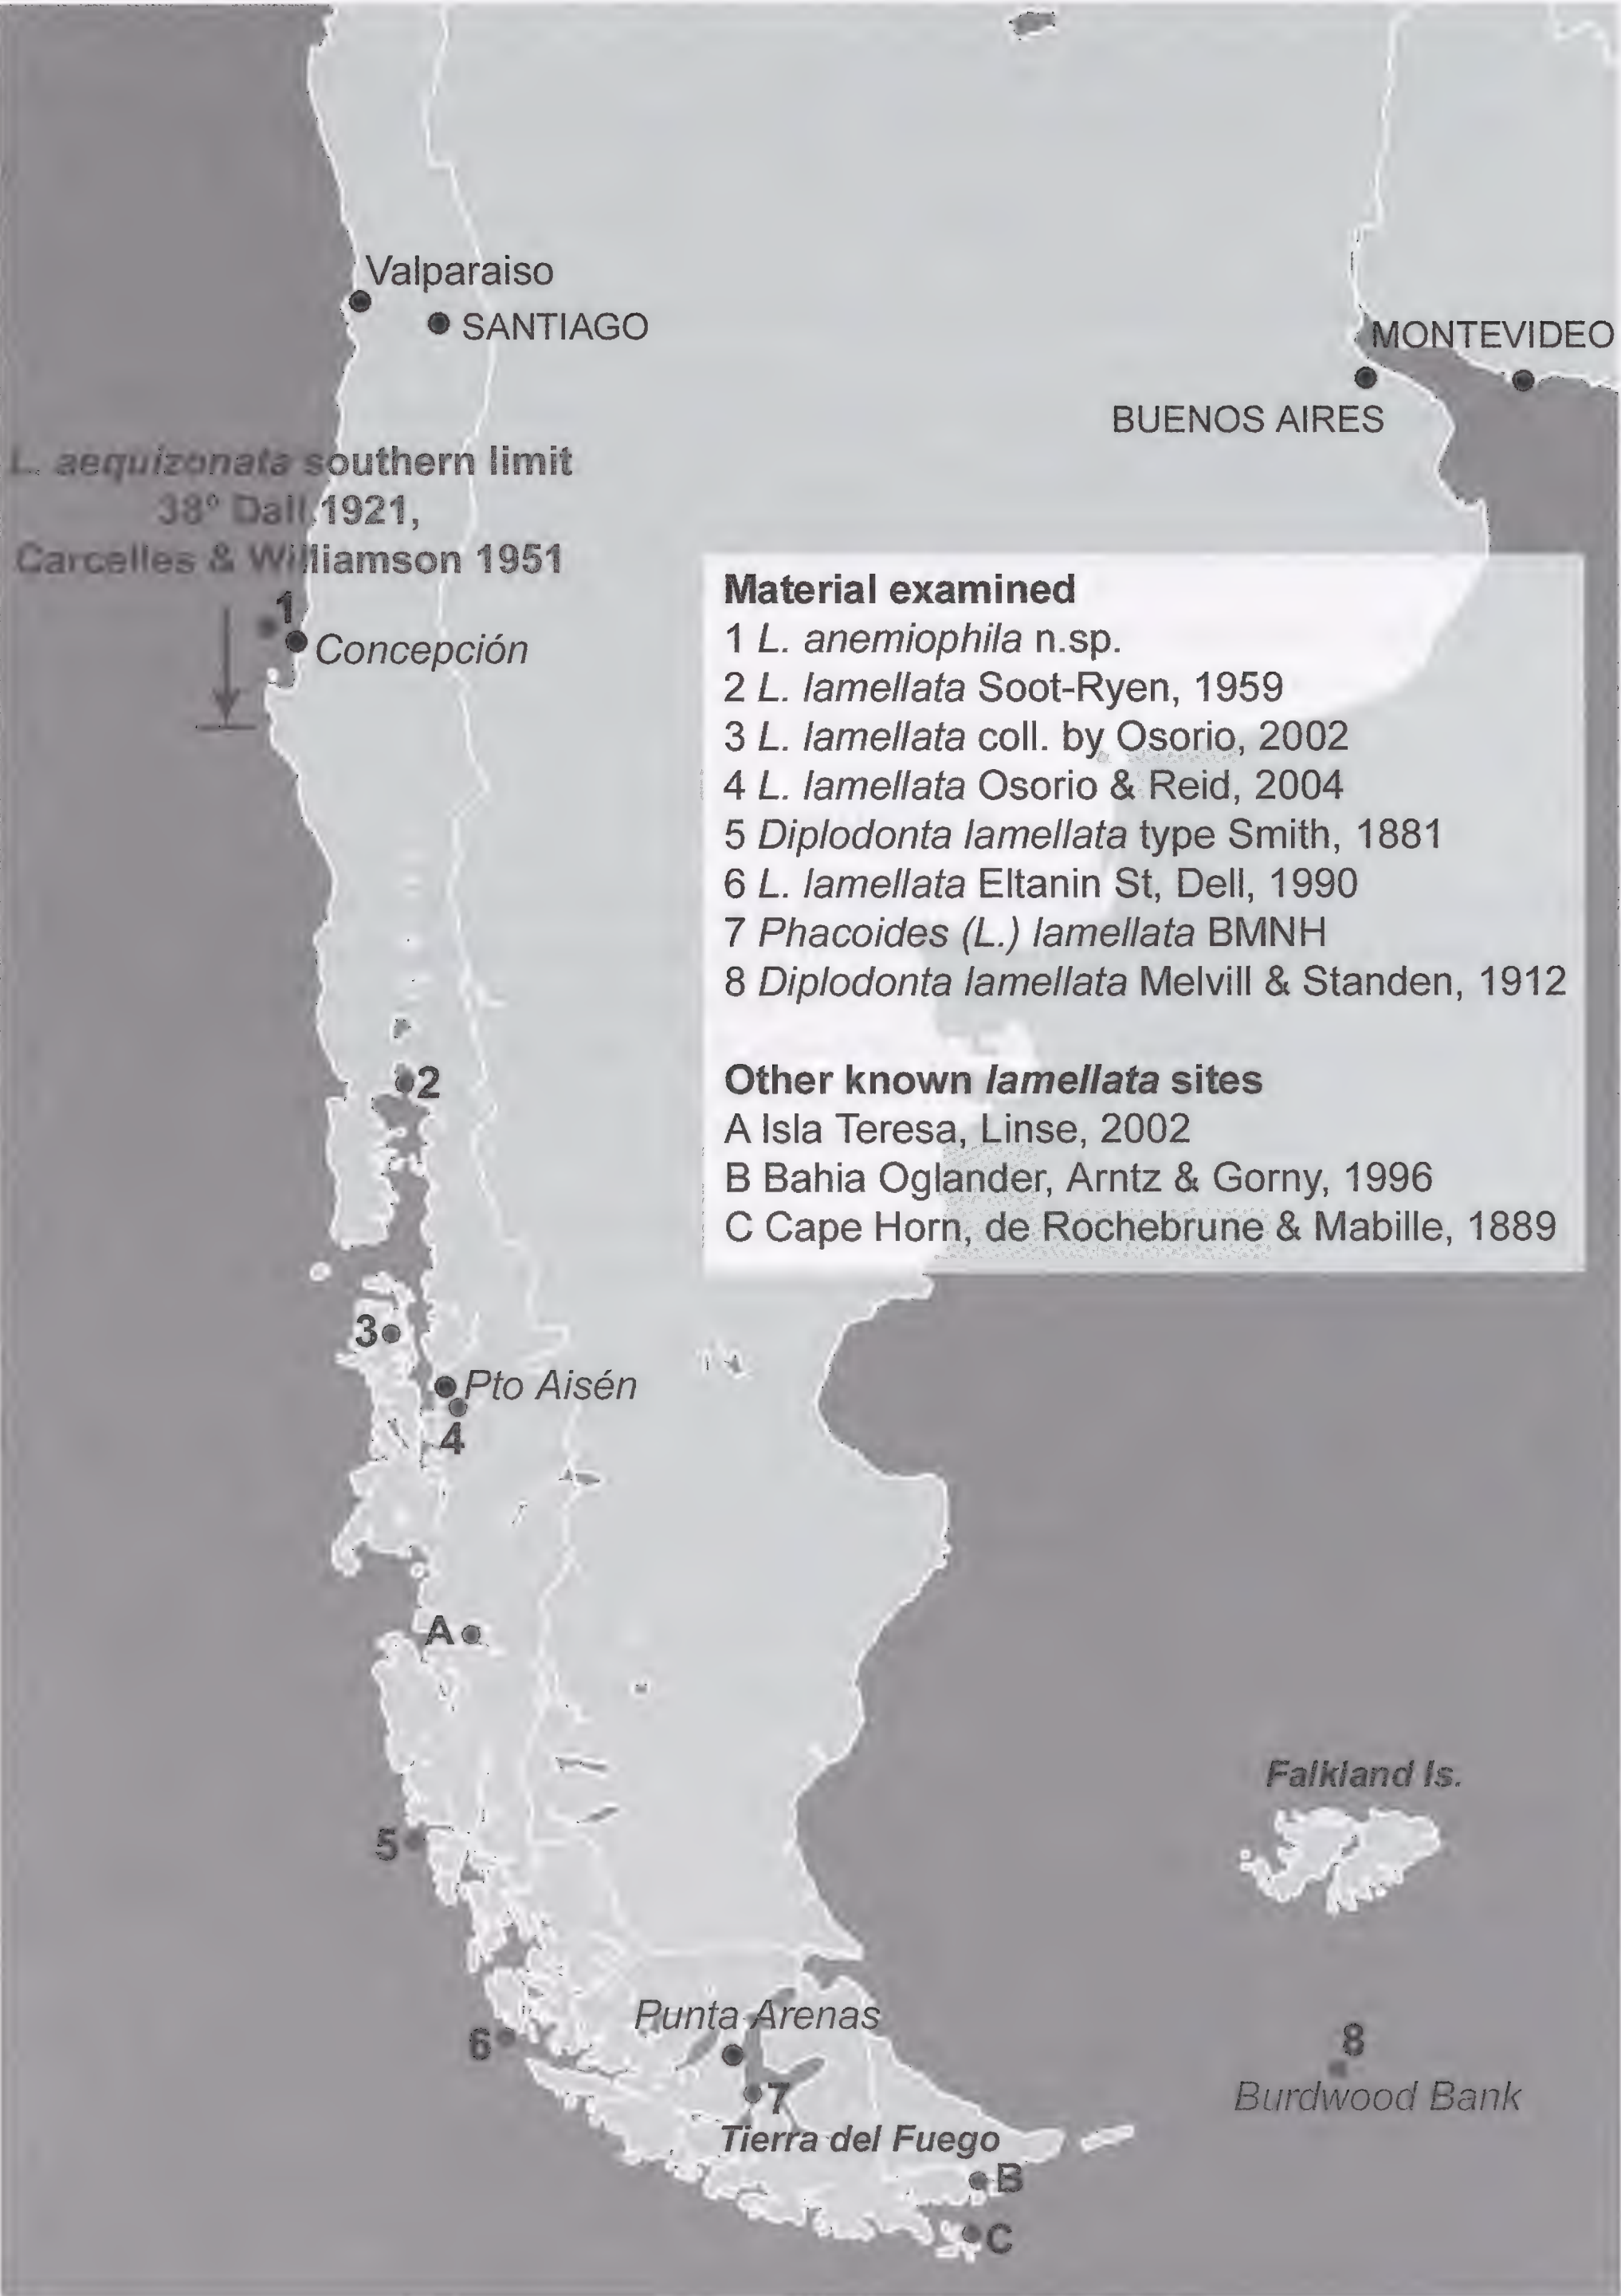 Valparaiso
SANTIAGO
MONTEVIDEO
BUENOS AIRES
L. aequizonata southern limit
38° Dall 1921,
Carcelles & Williamson 1951
1
Concepción
Material examined
1 L. anemiophila n.sp.
2 L. lamellata Soot-Ryen, 1959
3 L. lamellata coll. by Osorio, 2002
4 L. lamellata Osorio & Reid, 2004
5 Diplodonta lamellata type Smith, 1881
6 L. lamellata Eltanin St, Dell, 1990
7 Phacoides (L.) lamellata BMNH
8 Diplodonta lamellata Melvill & Standen, 1912
Other known lamellata sites
A Isla Teresa, Linse, 2002
B Bahia Oglander, Arntz & Gorny, 1996
C Cape Horn, de Rochebrune & Mabille, 1889
2
3
Pto Aisén
4
A
Falkland Is.
5
Punta Arenas
6
8
7
Burdwood Bank
Tierra del Fuego
B
C